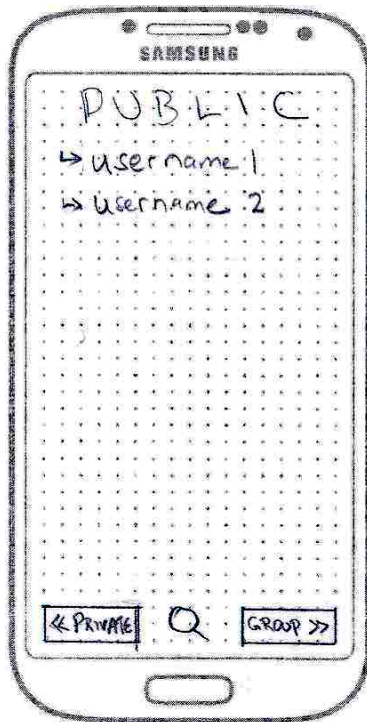 SAMSUNG
PUBLIC
↳ username 1
↳ username 2
<< PRIVATE
GROUP >>